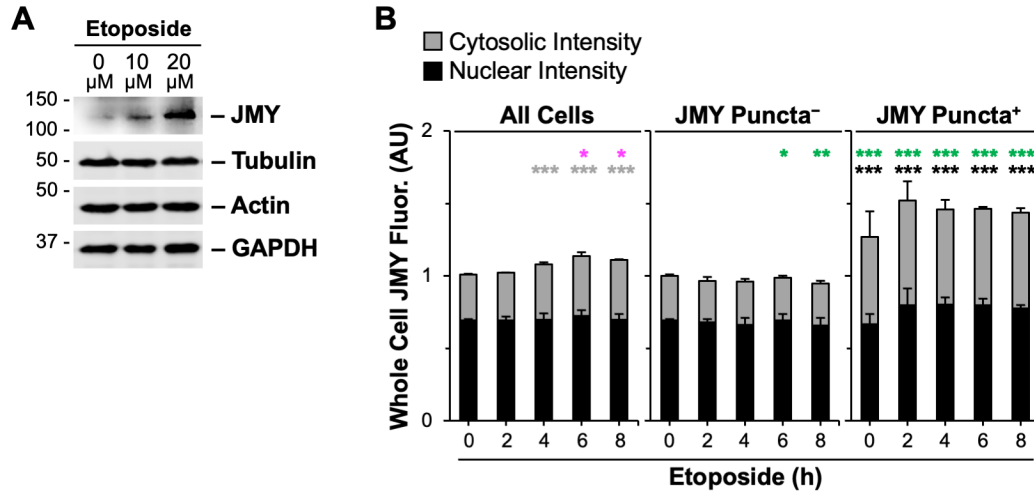 A
Etoposide
0 10 20
µM µM µM
150 -
100 -
– JMY
50 -
– Tubulin
50 -
– Actin
37 -
– GAPDH
B
Cytosolic Intensity
Nuclear Intensity
All Cells JMY Puncta⁻ JMY Puncta⁺
Whole Cell JMY Fluor. (AU)
2
1
0
* * * ** *** *** *** *** ***
*** *** *** *** *** *** *** ***
0 2 4 6 8 0 2 4 6 8 0 2 4 6 8
Etoposide (h)